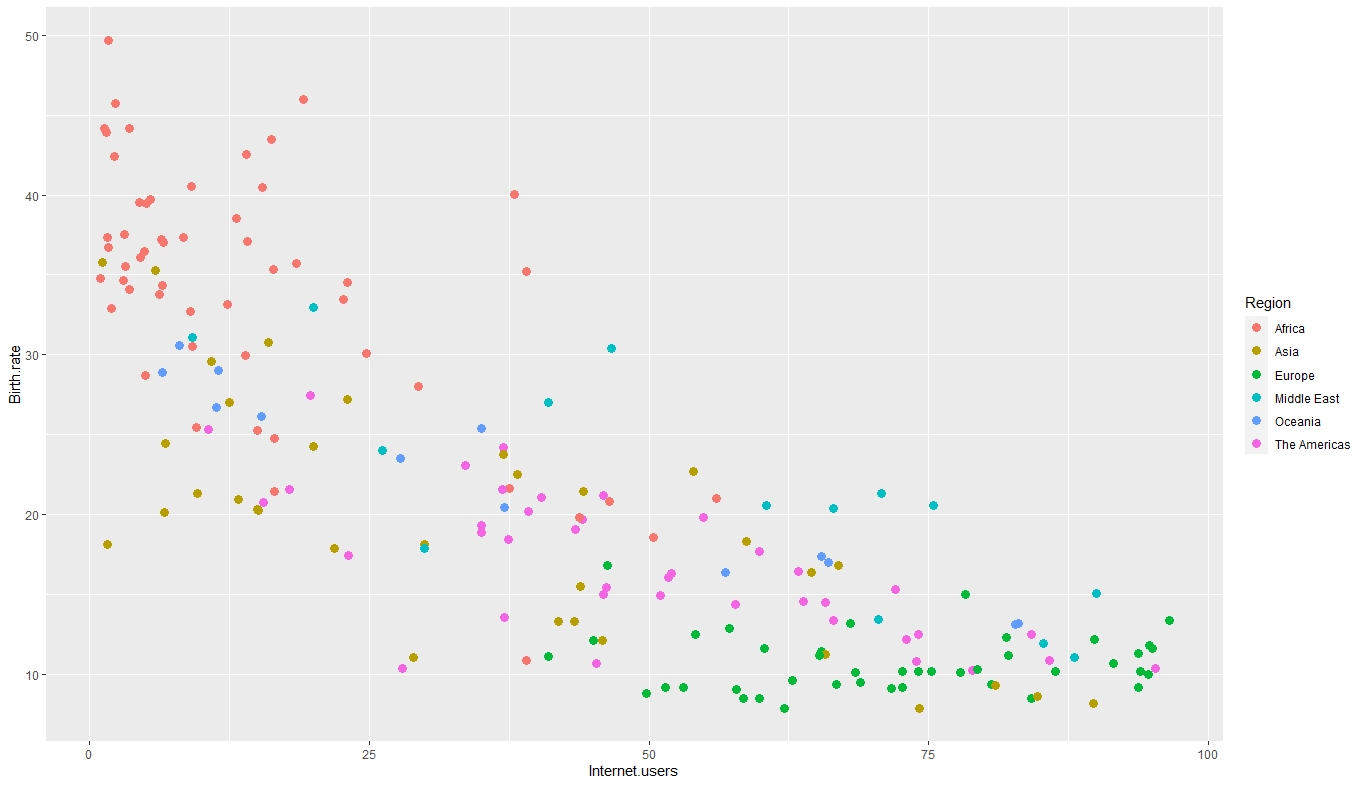 50
40
30
20
10
Birth.rate
0
25
50
75
100
Internet.users
Region
Africa
Asia
Europe
Middle East
Oceania
The Americas